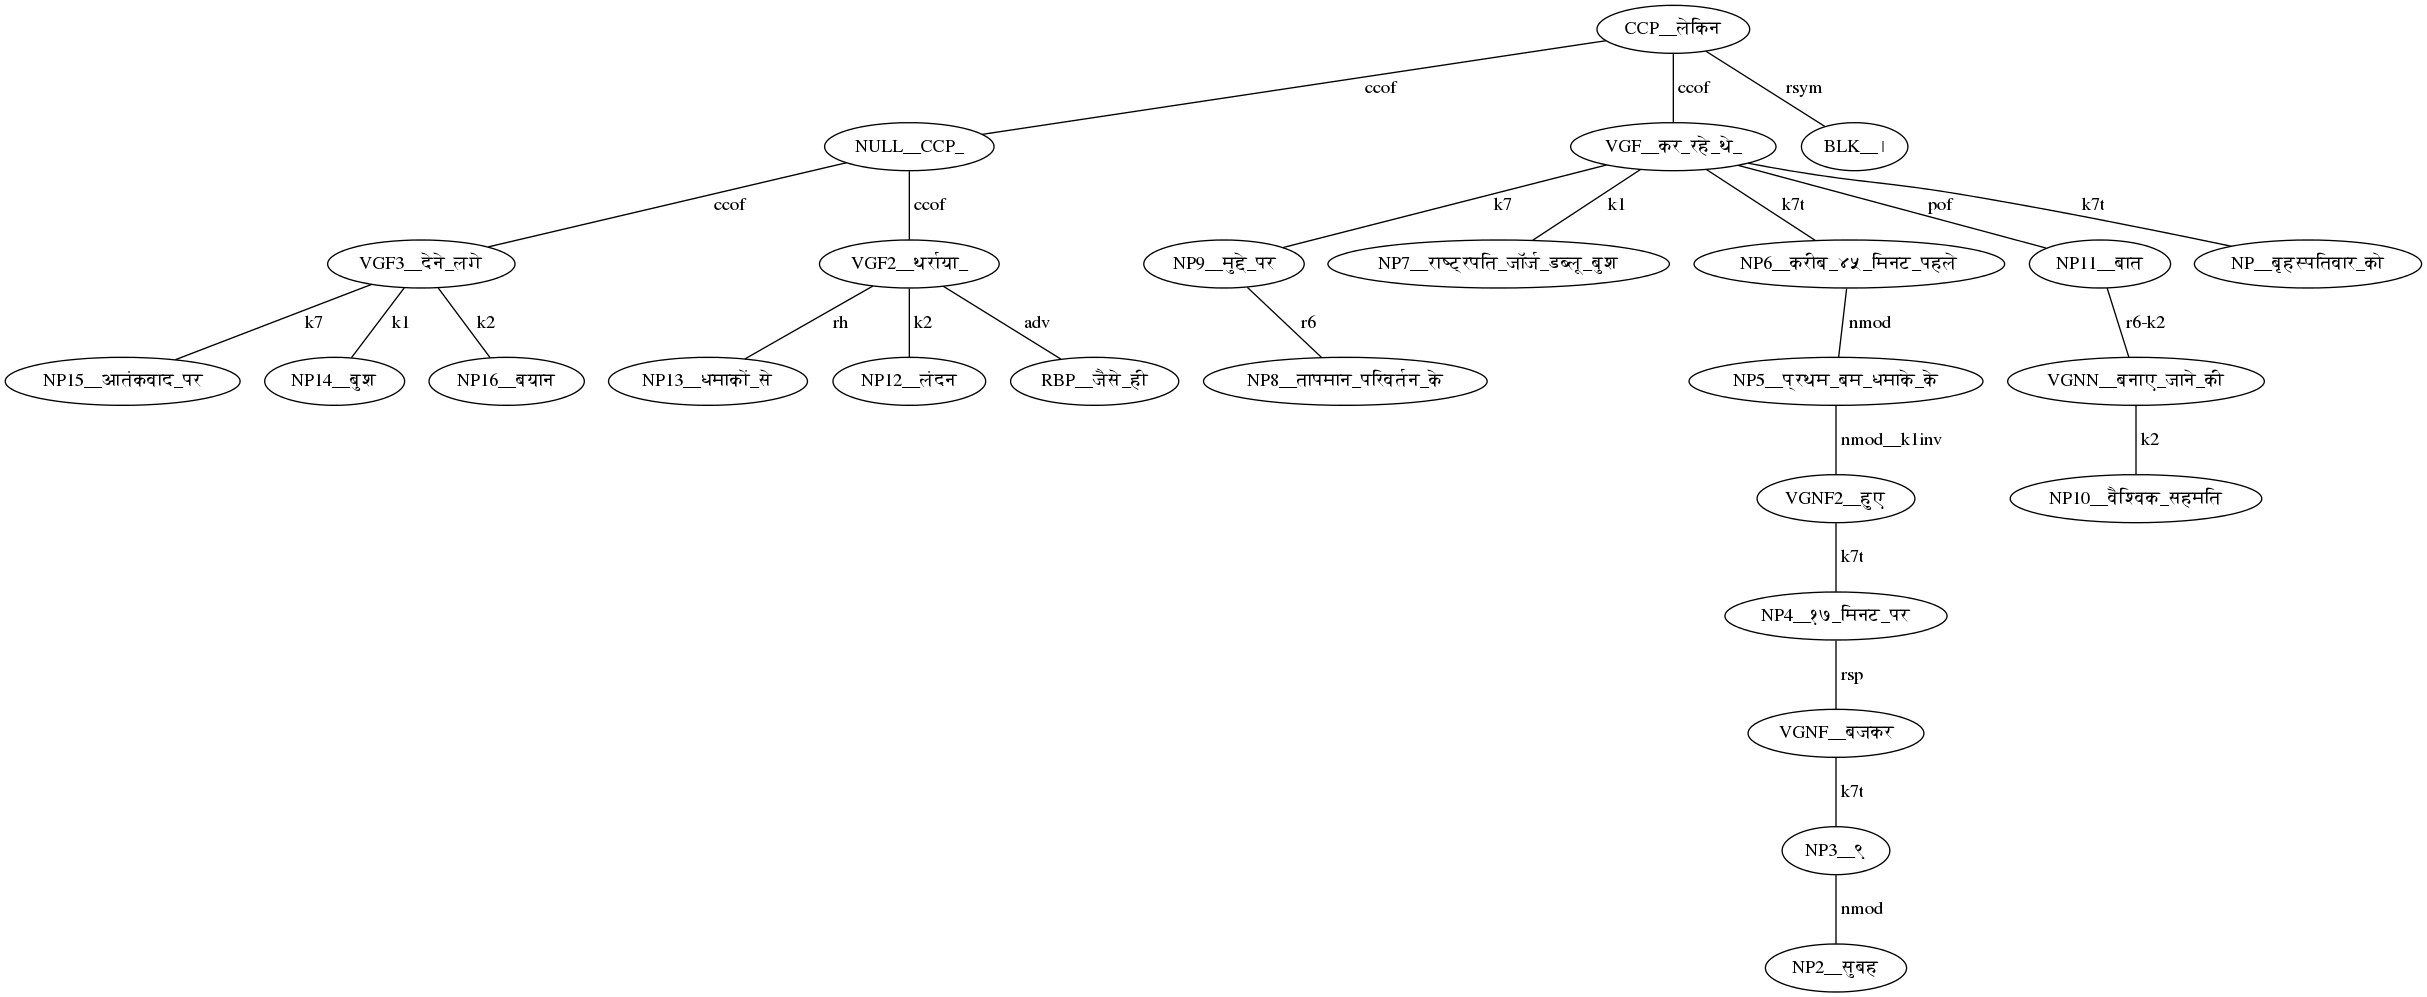 CCP__लेकिन
ccof ccof rsym
NULL__CCP_ VGF__कर_रहे_थे_ BLK__।
ccof ccof k7 k1 k7t pof k7t
VGF3__देने_लगे VGF2__थर्राया_ NP9__मुद्दे_पर NP7__राष्ट्रपति_जॉर्ज_डब्लू_बुश NP6__करीब_४५_मिनट_पहले NP11__बात NP__बृहस्पतिवार_को
k7 k1 k2 rh k2 adv r6 nmod r6-k2
NP15__आतंकवाद_पर NP14__बुश NP16__बयान NP13__धमाकों_से NP12__लंदन RBP__जैसे_ही NP8__तापमान_परिवर्तन_के NP5__प्रथम_बम_धमाके_के VGNN__बनाए_जाने_की
nmod__k1inv k2
VGNF2__हुए NP10__वैश्विक_सहमति
k7t
NP4__१७_मिनट_पर
rsp
VGNF__बजकर
k7t
NP3__९
nmod
NP2__सुबह